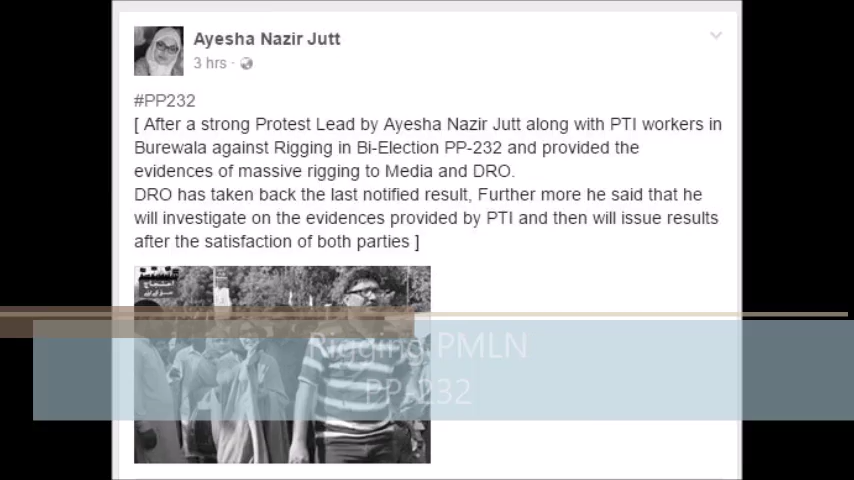 Ayesha Nazir Jutt
3 hrs ·
#PP232
[ After a strong Protest Lead by Ayesha Nazir Jutt along with PTI workers in
Burewala against Rigging in Bi-Election PP-232 and provided the
evidences of massive rigging to Media and DRO.
DRO has taken back the last notified result, Further more he said that he
will investigate on the evidences provided by PTI and then will issue results
after the satisfaction of both parties ]
احتجاج
Rigging PMLN
PP-232